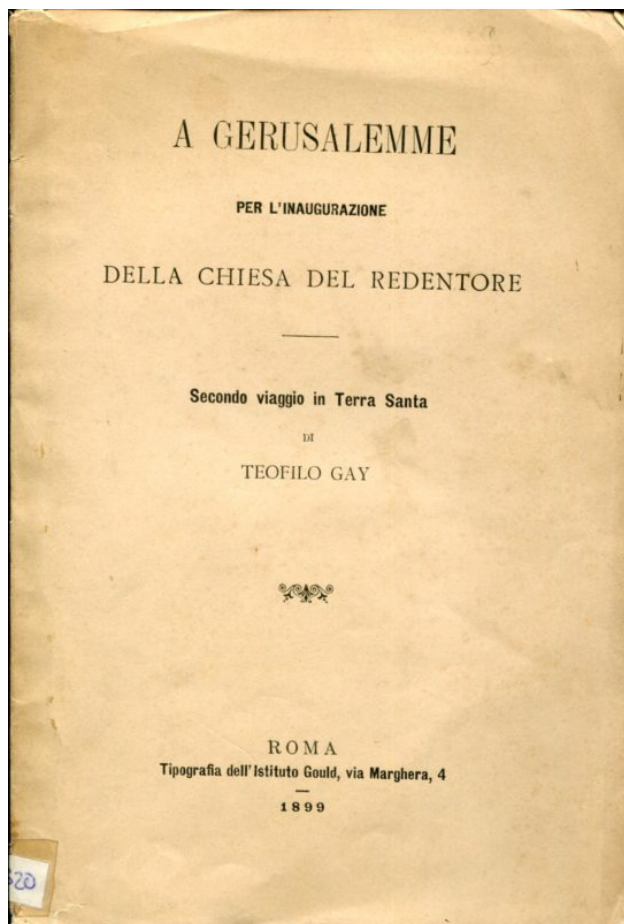 A GERUSALEMME
PER L'INAUGURAZIONE
DELLA CHIESA DEL REDENTORE
Secondo viaggio in Terra Santa
DI
TEOFILO GAY
ROMA
Tipografia dell'Istituto Gould, via Marghera, 4
1899